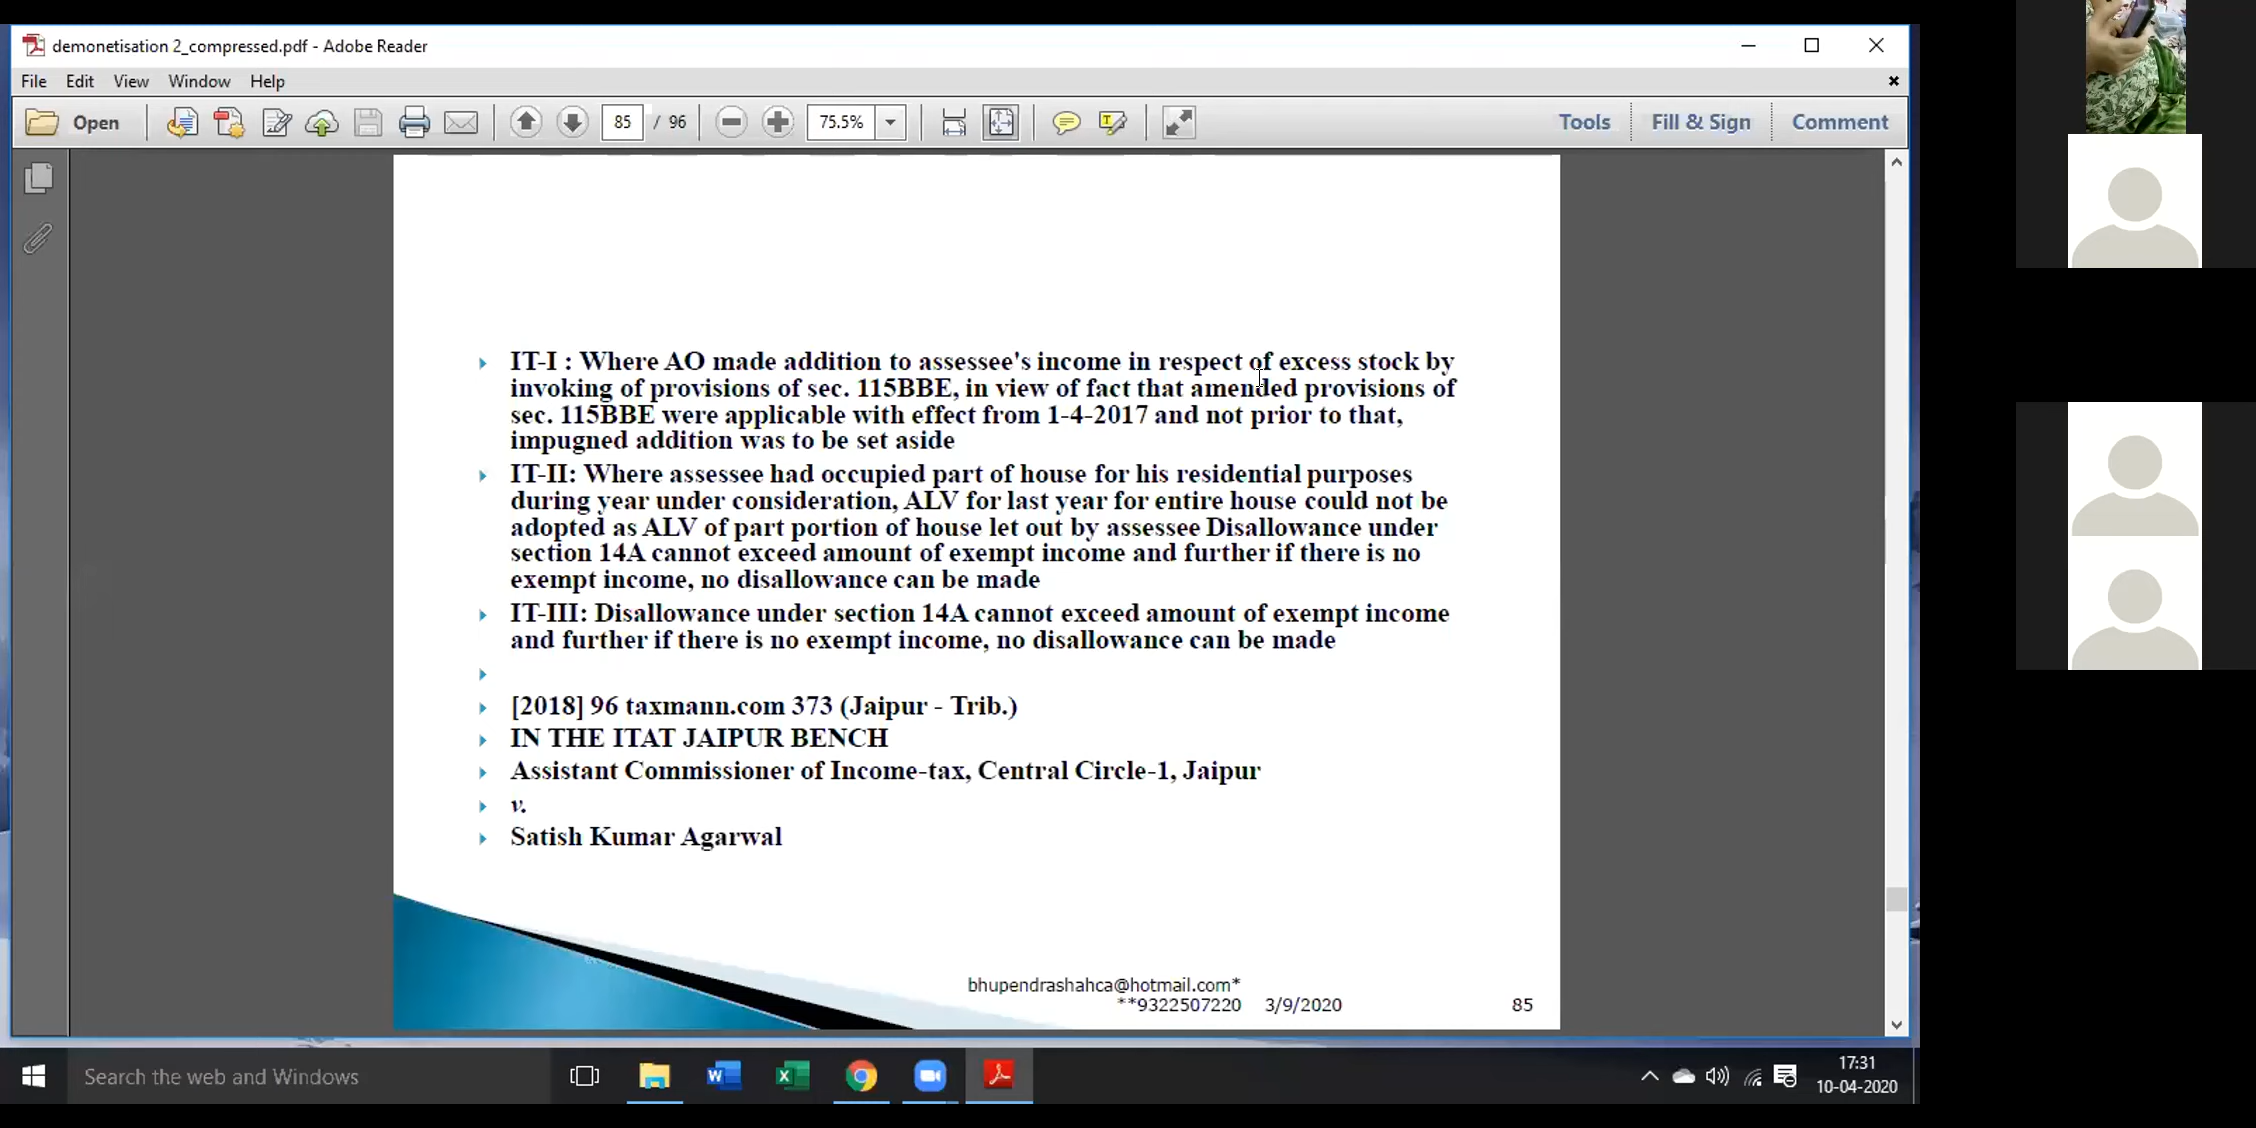 demonetisation 2_compressed.pdf - Adobe Reader
File Edit View Window Help
Open 85 / 96 75.5% Tools Fill & Sign Comment
IT-I : Where AO made addition to assessee's income in respect of excess stock by
invoking of provisions of sec. 115BBE, in view of fact that amended provisions of
sec. 115BBE were applicable with effect from 1-4-2017 and not prior to that,
impugned addition was to be set aside
IT-II: Where assessee had occupied part of house for his residential purposes
during year under consideration, ALV for last year for entire house could not be
adopted as ALV of part portion of house let out by assessee Disallowance under
section 14A cannot exceed amount of exempt income and further if there is no
exempt income, no disallowance can be made
IT-III: Disallowance under section 14A cannot exceed amount of exempt income
and further if there is no exempt income, no disallowance can be made
[2018] 96 taxmann.com 373 (Jaipur - Trib.)
IN THE ITAT JAIPUR BENCH
Assistant Commissioner of Income-tax, Central Circle-1, Jaipur
v.
Satish Kumar Agarwal
bhupendrashahca@hotmail.com*
**9322507220 3/9/2020 85
Search the web and Windows
17:31
10-04-2020